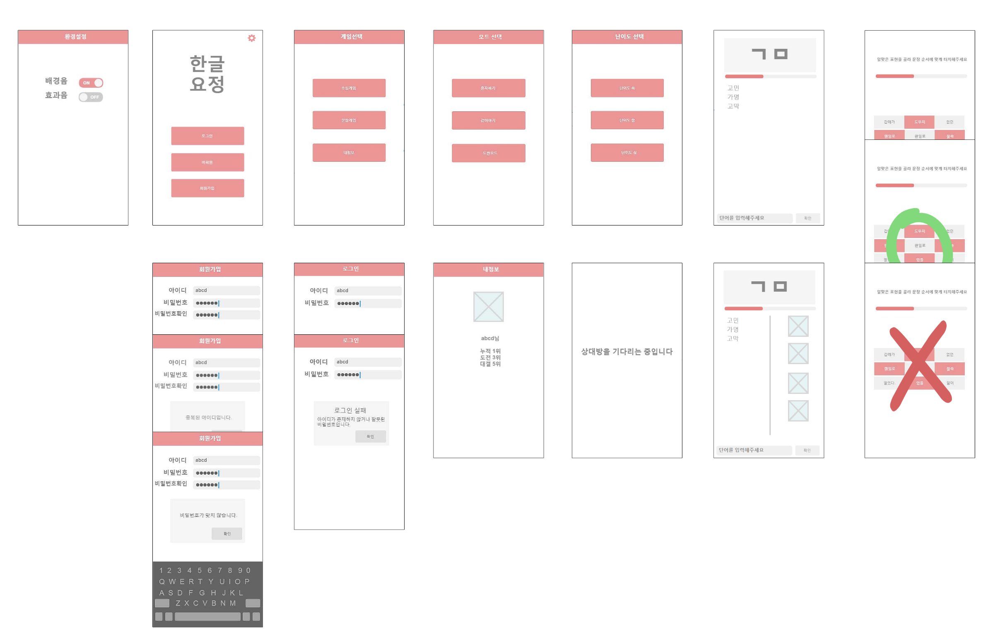 환경설정
배경음 ON
효과음 OFF
한글
요정
로그인
비회원
회원가입
게임선택
초성게임
문장게임
내정보
모드 선택
혼자하기
같이하기
도전모드
난이도 선택
난이도 하
난이도 중
난이도 상
ㄱ ㅁ
고민
가명
고막
단어를 입력해주세요 확인
알맞은 표현을 골라 문장 순서에 맞게 터치해주세요
갑례가 도무지 없던
웬일로 왠일로 불쑥
알맞은 표현을 골라 문장 순서에 맞게 터치해주세요
도무지 없던
왠일로
입을
회원가입
아이디 abcd
비밀번호 ●●●●●●
비밀번호확인 ●●●●●●
회원가입
아이디 abcd
비밀번호 ●●●●●●
비밀번호확인 ●●●●●●
중복된 아이디입니다.
회원가입
아이디 abcd
비밀번호 ●●●●●●
비밀번호확인 ●●●●●●
비밀번호가 맞지 않습니다.
확인
1 2 3 4 5 6 7 8 9 0
Q W E R T Y U I O P
A S D F G H J K L
Z X C V B N M
로그인
아이디 abcd
비밀번호 ●●●●●●
로그인
아이디 abcd
비밀번호 ●●●●●●
로그인 실패
아이디가 존재하지 않거나 잘못된
비밀번호입니다.
확인
내정보
abcd님
누적 1위
도전 3위
대결 5위
상대방을 기다리는 중입니다
ㄱ ㅁ
고민
가명
고막
단어를 입력해주세요 확인
알맞은 표현을 골라 문장 순서에 맞게 터치해주세요
갑례가 없던
웬일로 불쑥
열었다. 입을 말이